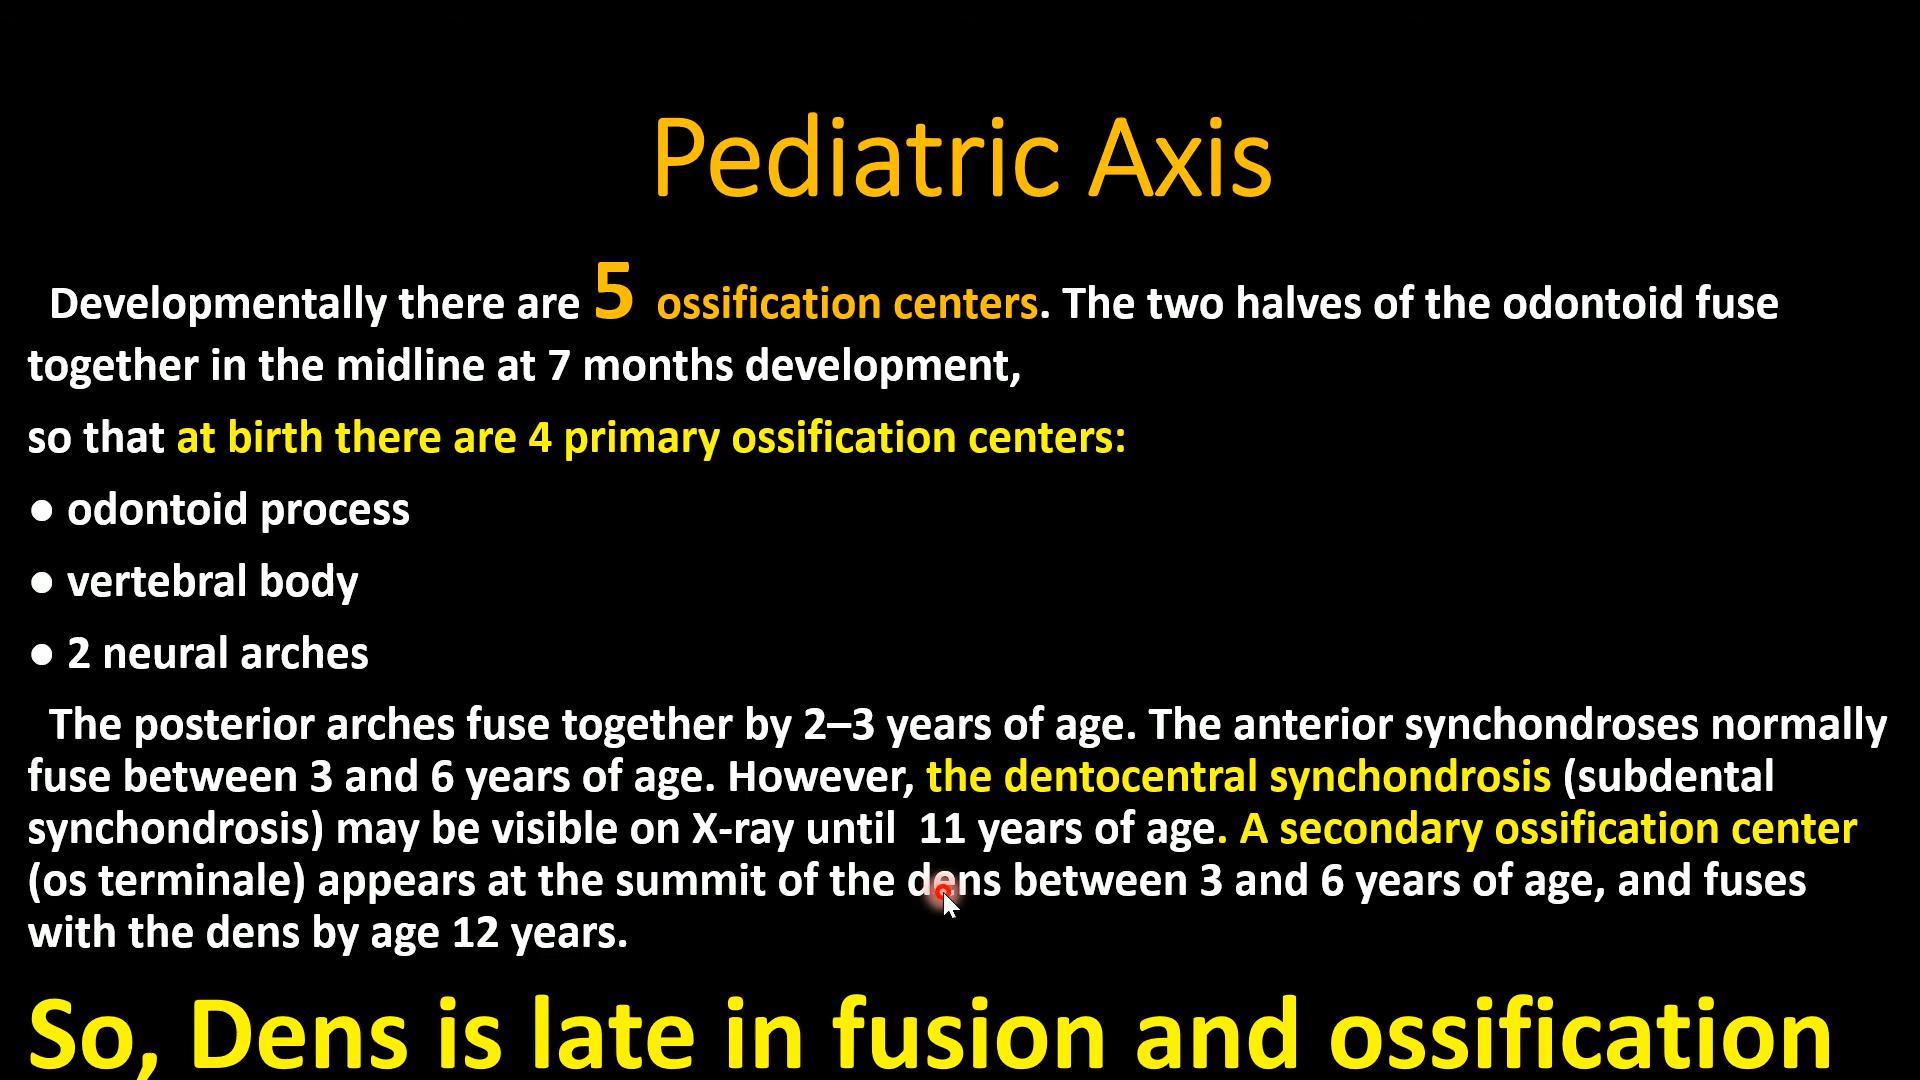 Pediatric Axis
Developmentally there are 5 ossification centers. The two halves of the odontoid fuse
together in the midline at 7 months development,
so that at birth there are 4 primary ossification centers:
● odontoid process
● vertebral body
● 2 neural arches
The posterior arches fuse together by 2–3 years of age. The anterior synchondroses normally
fuse between 3 and 6 years of age. However, the dentocentral synchondrosis (subdental
synchondrosis) may be visible on X-ray until 11 years of age. A secondary ossification center
(os terminale) appears at the summit of the dens between 3 and 6 years of age, and fuses
with the dens by age 12 years.
So, Dens is late in fusion and ossification